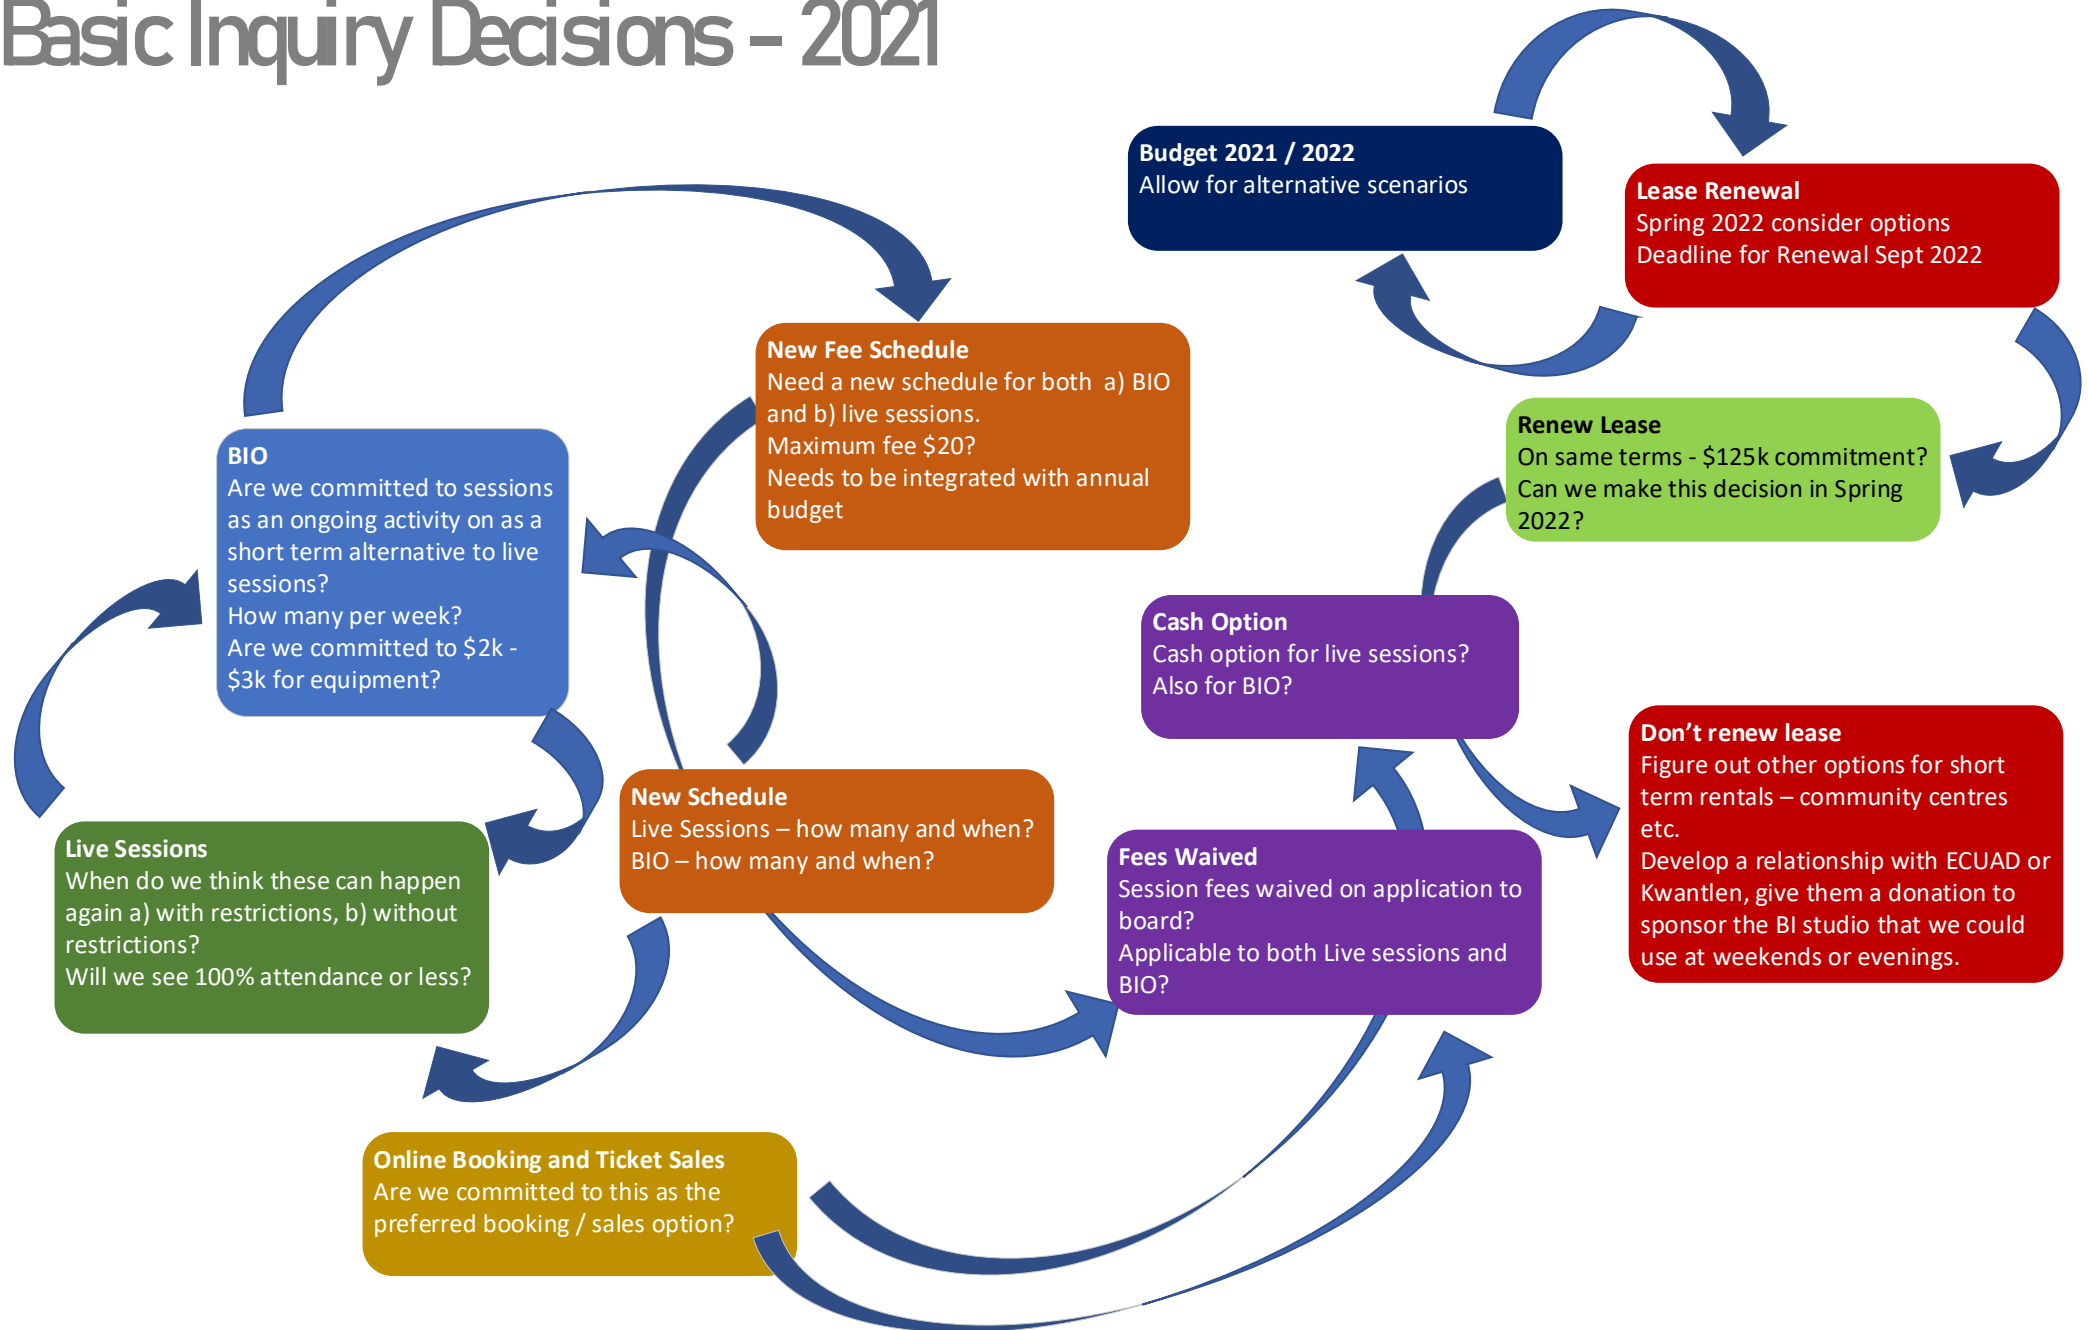 Basic Inquiry Decisions – 2021
Budget 2021 / 2022
Allow for alternative scenarios
Lease Renewal
Spring 2022 consider options
Deadline for Renewal Sept 2022
New Fee Schedule
Need a new schedule for both  a) BIO
and b) live sessions.
Maximum fee $20?
Needs to be integrated with annual
budget
Renew Lease
On same terms - $125k commitment?
Can we make this decision in Spring
2022?
BIO
Are we committed to sessions
as an ongoing activity on as a
short term alternative to live
sessions?
How many per week?
Are we committed to $2k -
$3k for equipment?
Cash Option
Cash option for live sessions?
Also for BIO?
Don’t renew lease
Figure out other options for short
term rentals – community centres
etc.
Develop a relationship with ECUAD or
Kwantlen, give them a donation to
sponsor the BI studio that we could
use at weekends or evenings.
New Schedule
Live Sessions – how many and when?
BIO – how many and when?
Live Sessions
When do we think these can happen
again a) with restrictions, b) without
restrictions?
Will we see 100% attendance or less?
Fees Waived
Session fees waived on application to
board?
Applicable to both Live sessions and
BIO?
Online Booking and Ticket Sales
Are we committed to this as the
preferred booking / sales option?